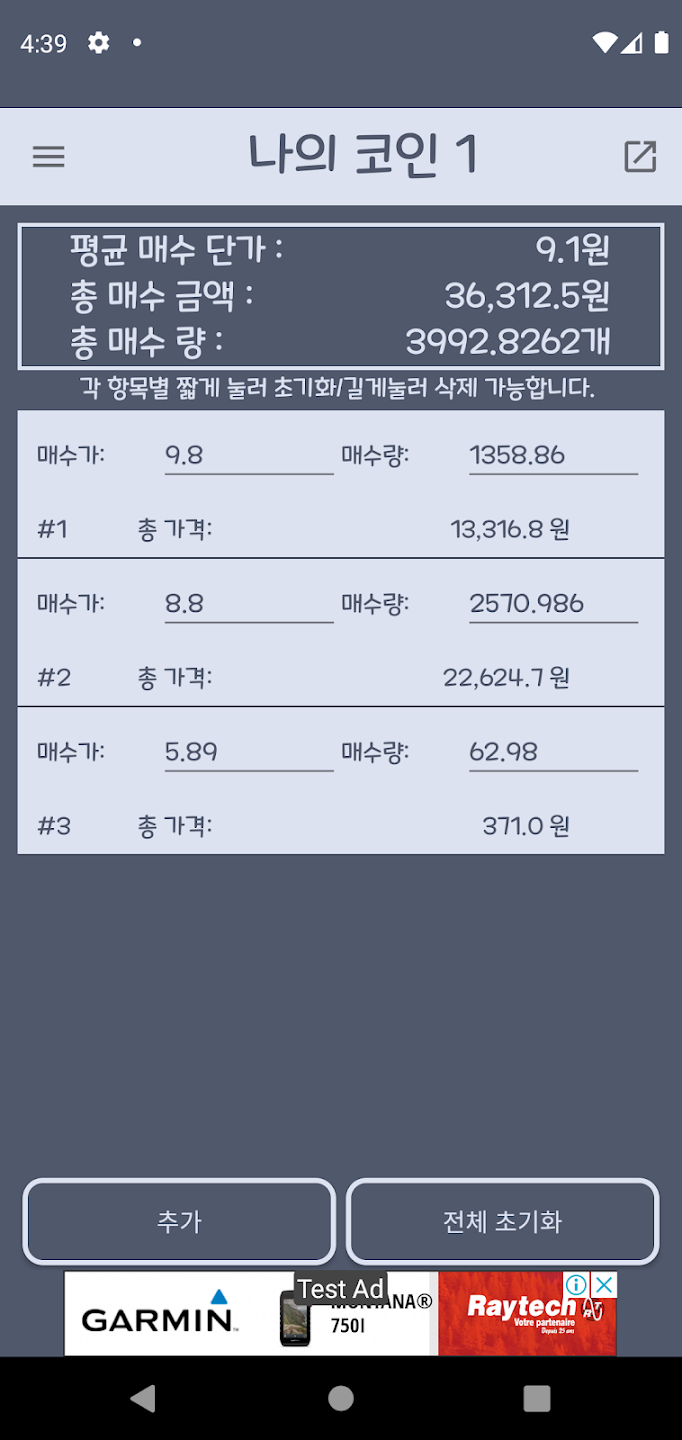 4:39
나의 코인 1
평균 매수 단가 : 9.1원
총 매수 금액 : 36,312.5원
총 매수 량 : 3992.8262개
각 항목별 짧게 눌러 초기화/길게눌러 삭제 가능합니다.
매수가: 9.8 매수량: 1358.86
#1 총 가격: 13,316.8 원
매수가: 8.8 매수량: 2570.986
#2 총 가격: 22,624.7 원
매수가: 5.89 매수량: 62.98
#3 총 가격: 371.0 원
추가 전체 초기화
Test Ad
GARMIN MONTANA® Raytech
750I Votre partenaire
Depuis 25 ans